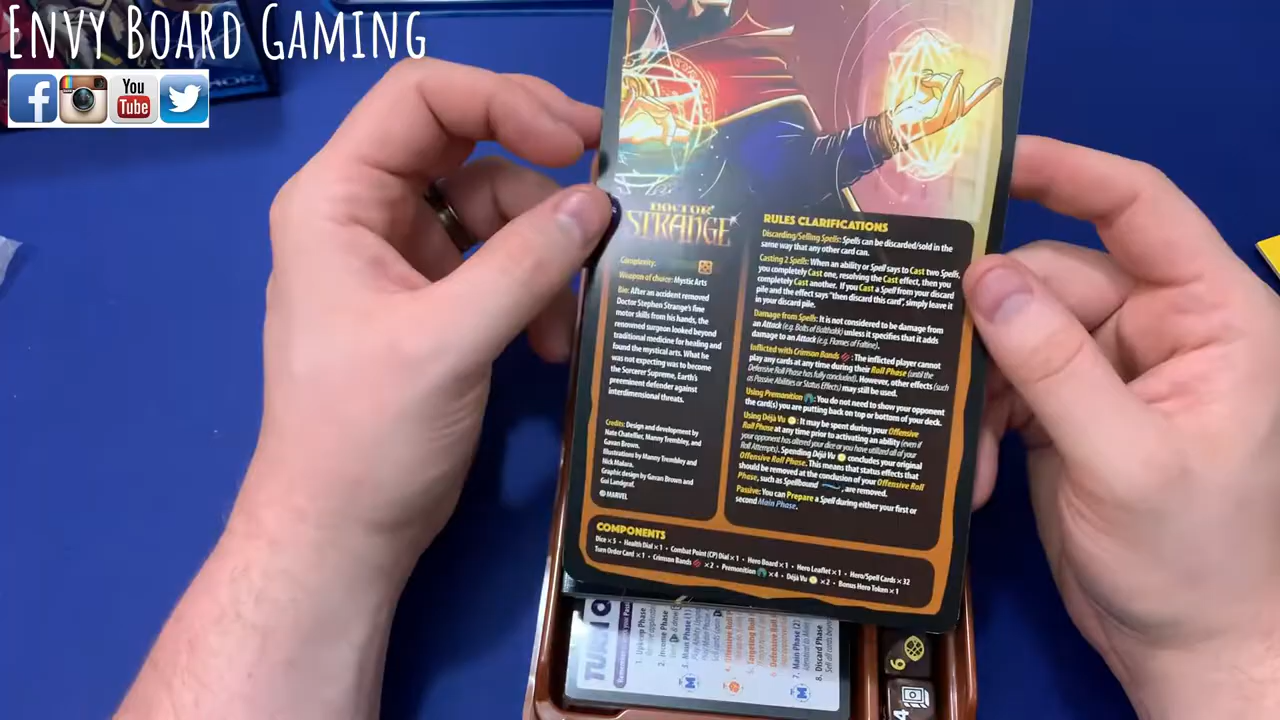 ENVY BOARD GAMING
You
Tube
DOCTOR
STRANGE
Complexity:
Weapon of choice: Mystic Arts
Bio: After an accident removed
Doctor Stephen Strange's fine
motor skills from his hands, the
renowned surgeon looked beyond
traditional medicine for healing and
found the mystical arts. What he
was not expecting was to become
the Sorcerer Supreme, Earth's
preeminent defender against
interdimensional threats.
Credits: Design and development by
Nate Chatellier, Manny Trembley, and
Gavan Brown.
Illustrations by Manny Trembley and
Nick Malara.
Graphic design by Gavan Brown and
Gui Landgraf.
© MARVEL
RULES CLARIFICATIONS
Discarding/Selling Spells: Spells can be discarded/sold in the
same way that any other card can.
Casting 2 Spells: When an ability or Spell says to Cast two Spells,
you completely Cast one, resolving the Cast effect, then you
completely Cast another. If you Cast a Spell from your discard
pile and the effect says "then discard this card", simply leave it
in your discard pile.
Damage from Spells: It is not considered to be damage from
an Attack (e.g. Bolts of Balthakk) unless it specifies that it adds
damage to an Attack (e.g. Flames of Faltine).
Inflicted with Crimson Bands : The inflicted player cannot
play any cards at any time during their Roll Phase (until the
Defensive Roll Phase has fully concluded). However, other effects (such
as Passive Abilities or Status Effects) may still be used.
Using Premonition : You do not need to show your opponent
the card(s) you are putting back on top or bottom of your deck.
Using Déjà Vu : It may be spent during your Offensive
Roll Phase at any time prior to activating an ability (even if
your opponent has altered your dice or you have utilized all of your
Roll Attempts). Spending Déjà Vu concludes your original
Offensive Roll Phase. This means that status effects that
should be removed at the conclusion of your Offensive Roll
Phase, such as Spellbound , are removed.
Passive: You can Prepare a Spell during either your first or
second Main Phase.
COMPONENTS
Dice ×5 • Health Dial ×1 • Combat Point (CP) Dial ×1 • Hero Board ×1 • Hero Leaflet ×1 • Hero/Spell Cards ×32
Turn Order Card ×1 • Crimson Bands ×2 • Premonition ×4 • Déjà Vu ×2 • Bonus Hero Token ×1
1. Upkeep Phase
2. Income Phase
3. Main Phase (1)
4. Offensive Roll
5. Targeting Roll
6. Defensive Roll
7. Main Phase (2)
8. Discard Phase
6
4